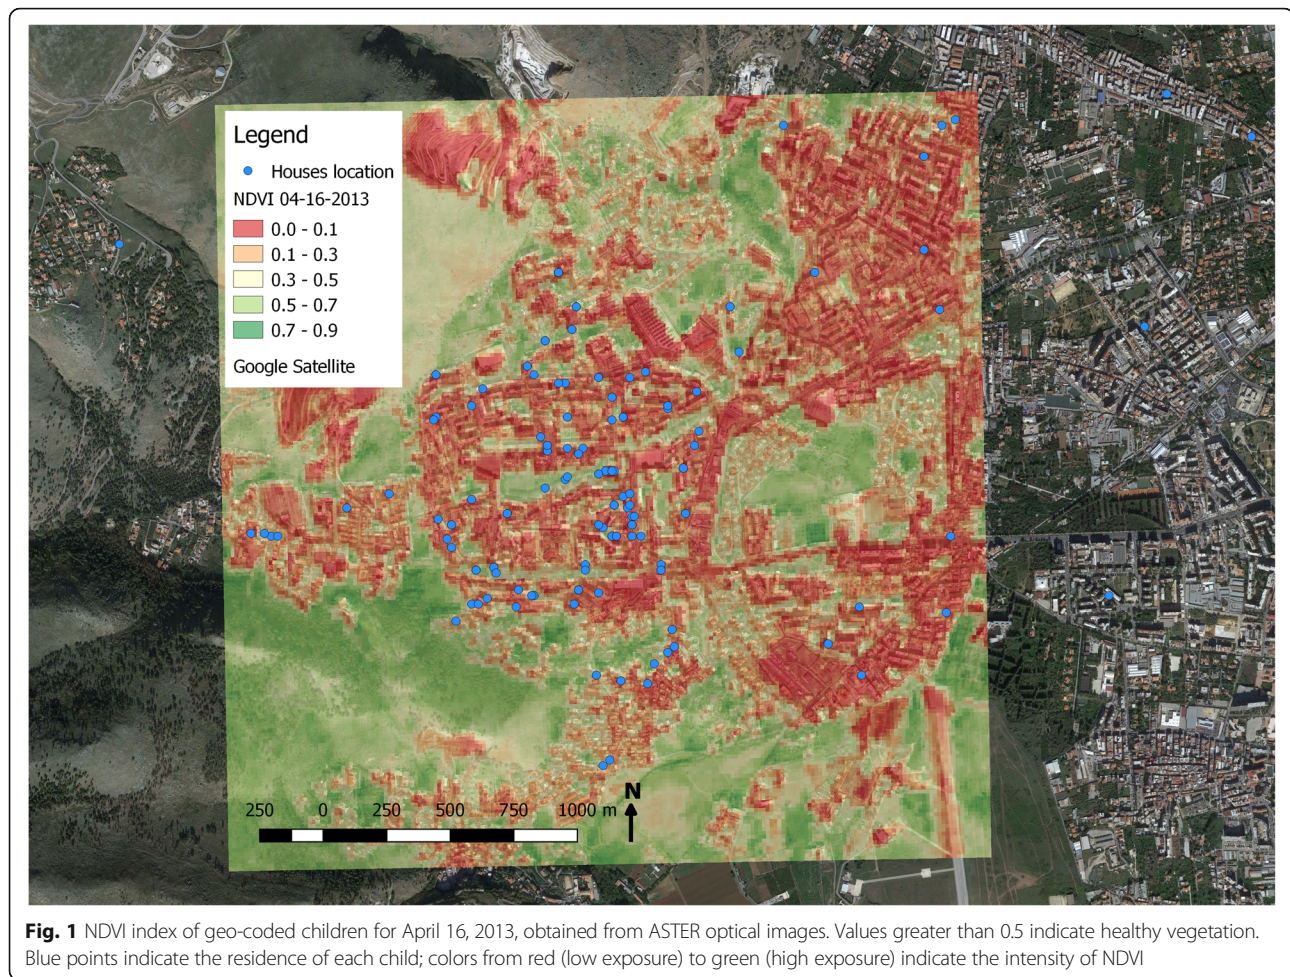 Legend
Houses location
NDVI 04-16-2013
0.0 - 0.1
0.1 - 0.3
0.3 - 0.5
0.5 - 0.7
0.7 - 0.9
Google Satellite
N
250 0 250 500 750 1000 m
Fig. 1 NDVI index of geo-coded children for April 16, 2013, obtained from ASTER optical images. Values greater than 0.5 indicate healthy vegetation.
Blue points indicate the residence of each child; colors from red (low exposure) to green (high exposure) indicate the intensity of NDVI